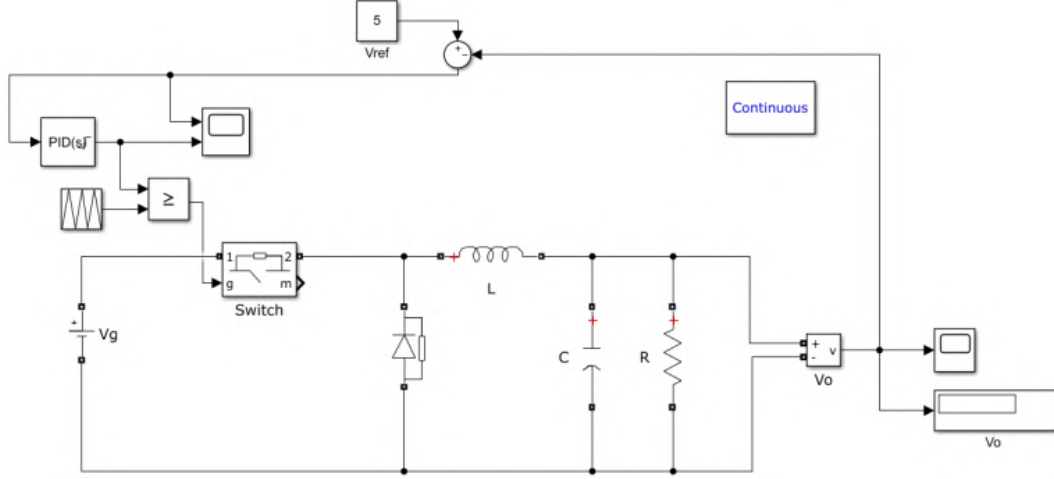 5
Vref
+
−
Continuous
PID(s)
≥
1
2
g
m
Switch
L
+
Vg
C
R
+
-
v
Vo
Vo